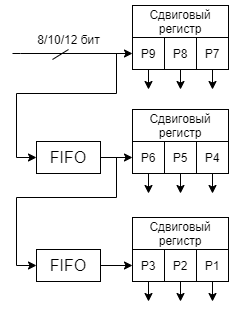 Сдвиговый
регистр
8/10/12 бит
P9 P8 P7
Сдвиговый
регистр
FIFO
P6 P5 P4
Сдвиговый
регистр
FIFO
P3 P2 P1